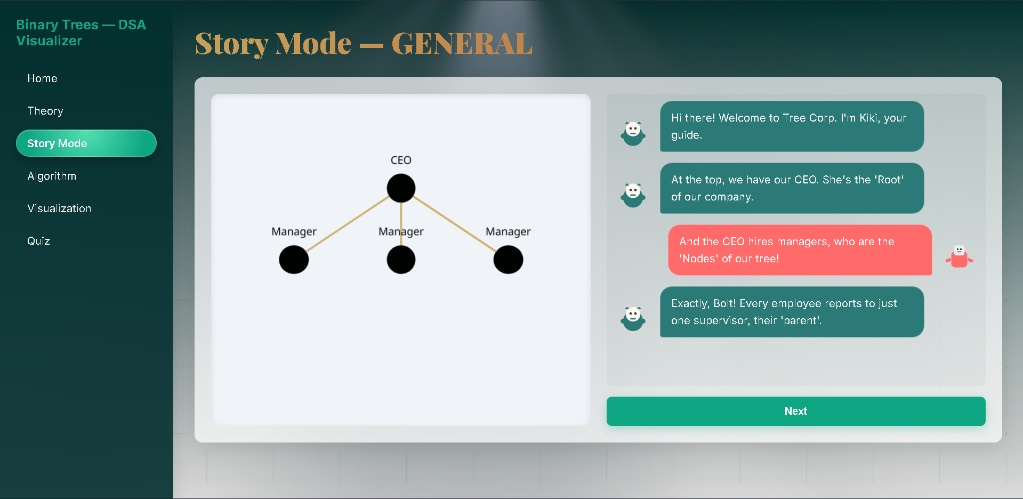 Binary Trees — DSA
Visualizer
Home
Theory
Story Mode
Algorithm
Visualization
Quiz
Story Mode — GENERAL
CEO
Manager
Manager
Manager
Hi there! Welcome to Tree Corp. I'm Kiki, your
guide.
At the top, we have our CEO. She's the 'Root'
of our company.
And the CEO hires managers, who are the
'Nodes' of our tree!
Exactly, Bolt! Every employee reports to just
one supervisor, their 'parent'.
Next